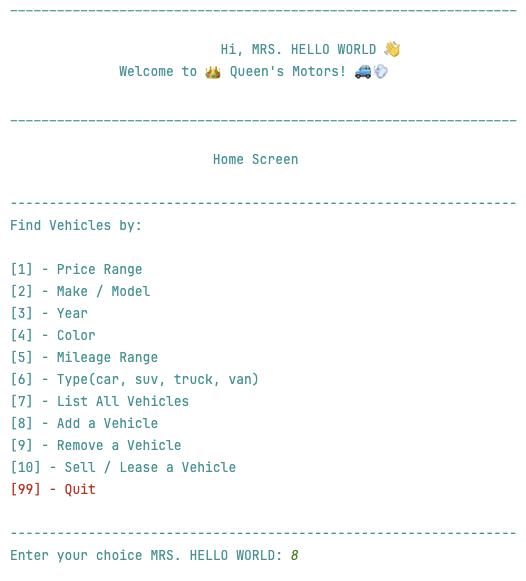 Hi, MRS. HELLO WORLD 👋
Welcome to 👑 Queen's Motors! 🚙💨
Home Screen
Find Vehicles by:
[1] - Price Range
[2] - Make / Model
[3] - Year
[4] - Color
[5] - Mileage Range
[6] - Type(car, suv, truck, van)
[7] - List All Vehicles
[8] - Add a Vehicle
[9] - Remove a Vehicle
[10] - Sell / Lease a Vehicle
[99] - Quit
Enter your choice MRS. HELLO WORLD: 8